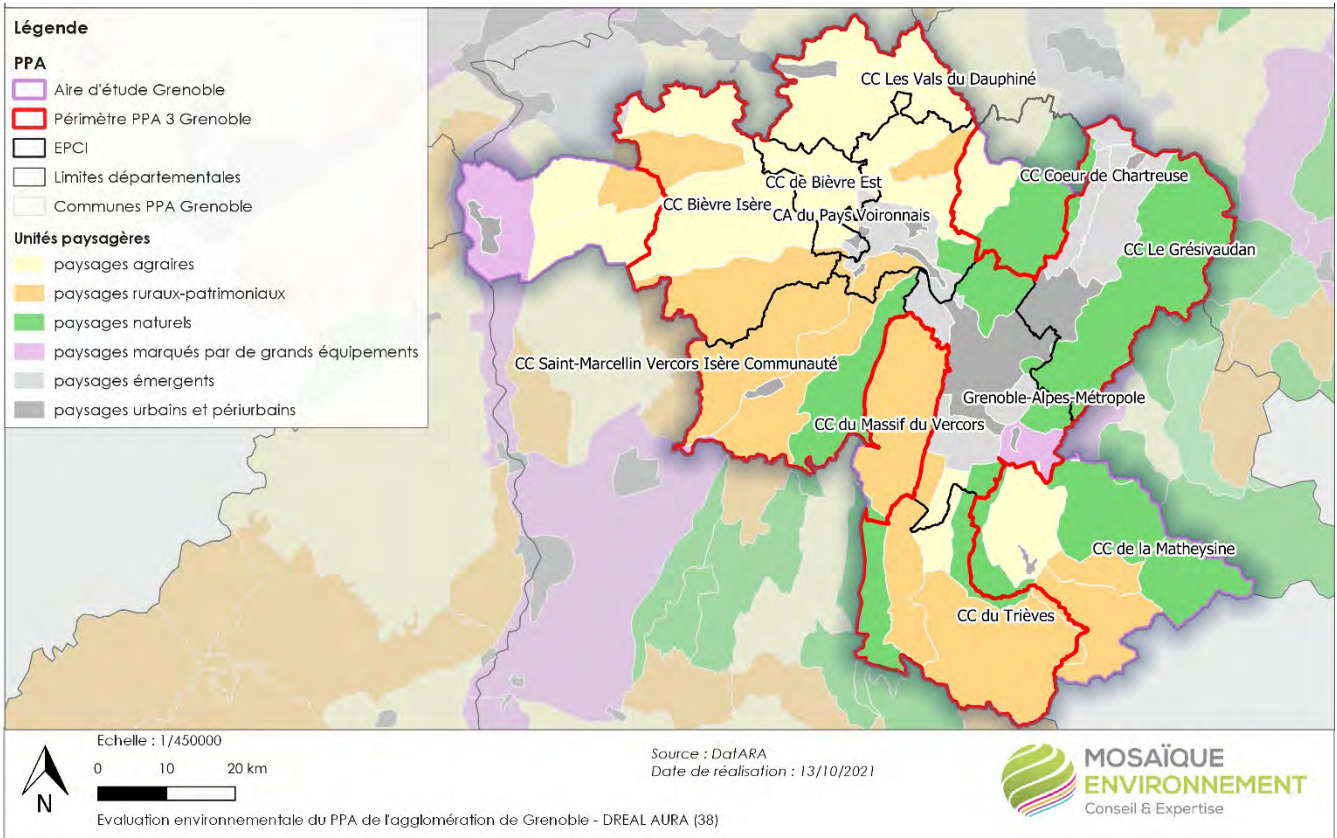 Légende
PPA
Aire d'étude Grenoble
Périmètre PPA 3 Grenoble
EPCI
Limites départementales
Communes PPA Grenoble
Unités paysagères
paysages agraires
paysages ruraux-patrimoniaux
paysages naturels
paysages marqués par de grands équipements
paysages émergents
paysages urbains et périurbains
CC Les Vals du Dauphiné
CC Coeur de Chartreuse
CC de Bièvre Est
CC Bièvre Isère
CA du Pays Voironnais
CC Le Grésivaudan
CC Saint-Marcellin Vercors Isère Communauté
Grenoble-Alpes-Métropole
CC du Massif du Vercors
CC de la Matheysine
CC du Trièves
Echelle : 1/450000
0 10 20 km
N
Source : DatARA
Date de réalisation : 13/10/2021
Evaluation environnementale du PPA de l'agglomération de Grenoble - DREAL AURA (38)
MOSAÏQUE
ENVIRONNEMENT
Conseil & Expertise